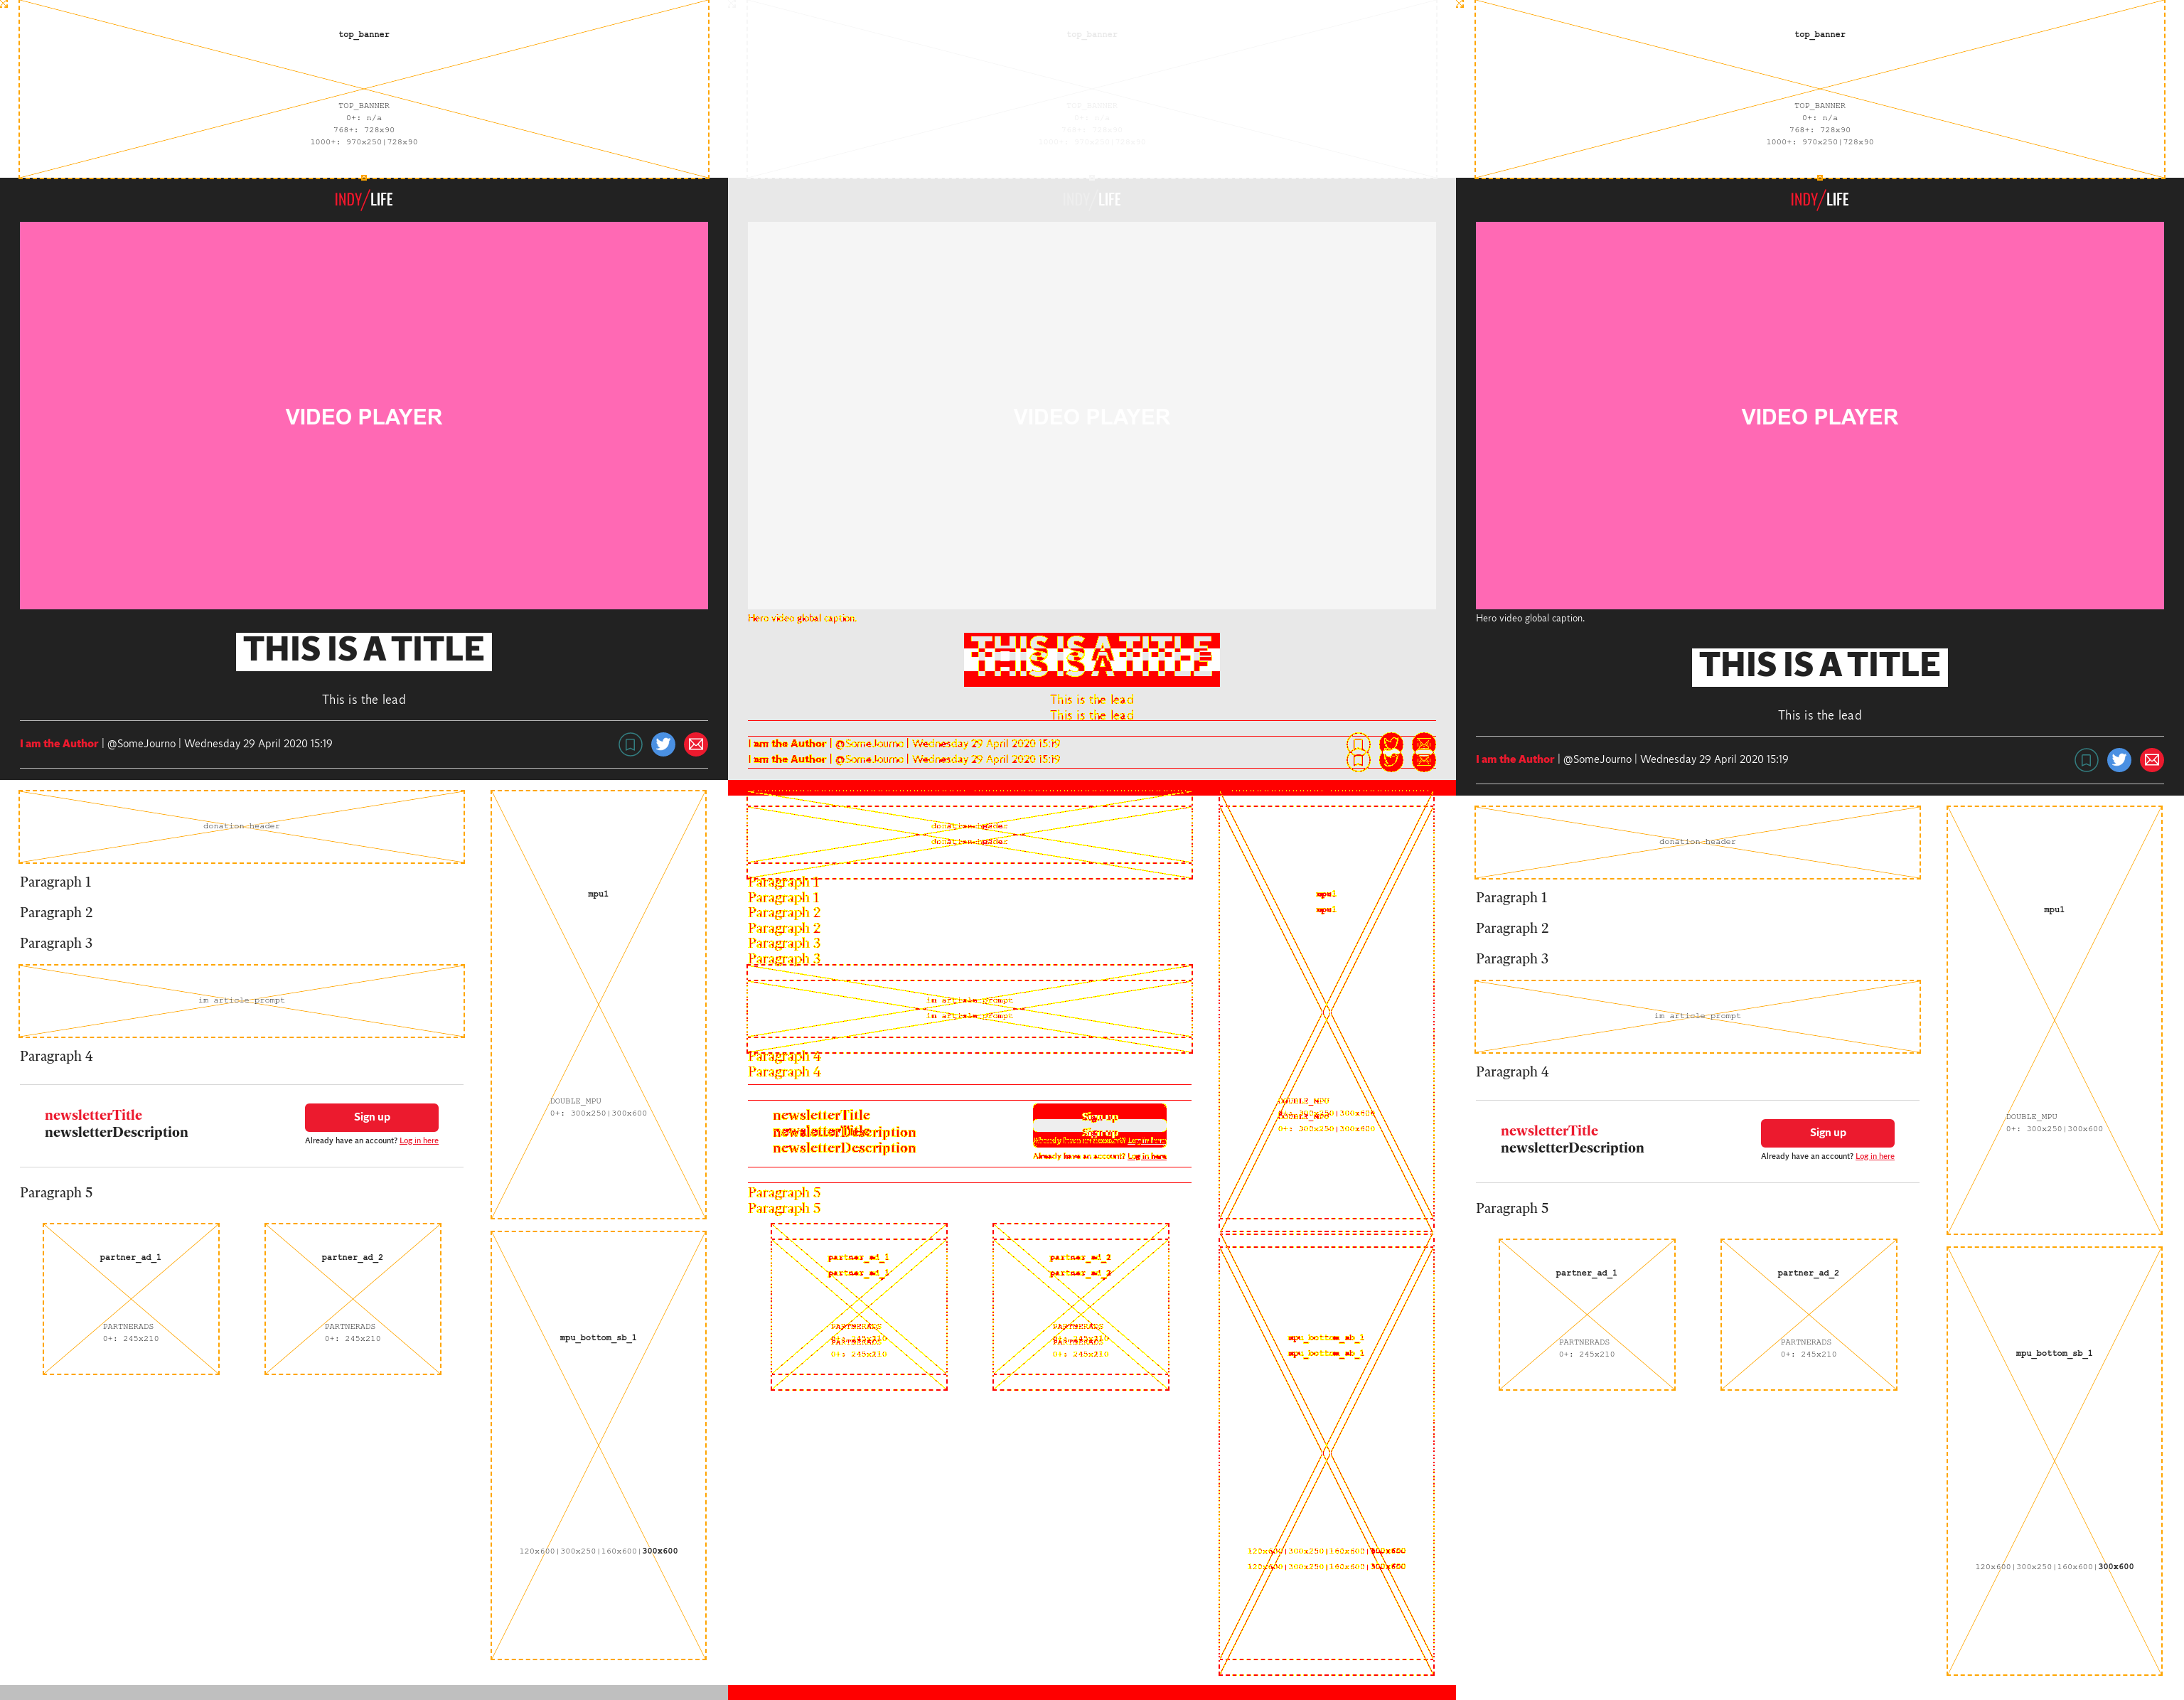 top_banner
TOP_BANNER
0+: n/a
768+: 728x90
1000+: 970x250|728x90
INDY/LIFE
VIDEO PLAYER
THIS IS A TITLE
This is the lead
I am the Author | @SomeJourno | Wednesday 29 April 2020 15:19
donation header
Paragraph 1
Paragraph 2
Paragraph 3
im article prompt
Paragraph 4
newsletterTitle
newsletterDescription
Sign up
Already have an account? Log in here
Paragraph 5
partner_ad_1
PARTNERADS
0+: 245x210
partner_ad_2
PARTNERADS
0+: 245x210
mpu1
DOUBLE_MPU
0+: 300x250|300x600
mpu_bottom_sb_1
120x600|300x250|160x600|300x600
top_banner
TOP_BANNER
0+: n/a
768+: 728x90
1000+: 970x250|728x90
INDY/LIFE
VIDEO PLAYER
Hero video global caption.
THIS IS A TITLE
This is the lead
This is the lead
I am the Author | @SomeJourno | Wednesday 29 April 2020 15:19
I am the Author | @SomeJourno | Wednesday 29 April 2020 15:19
donation header
donation header
Paragraph 1
Paragraph 1
Paragraph 2
Paragraph 2
Paragraph 3
Paragraph 3
im article prompt
im article prompt
Paragraph 4
Paragraph 4
newsletterTitle
newsletterTitle
newsletterDescription
newsletterDescription
Sign up
Sign up
Already have an account? Log in here
Already have an account? Log in here
Paragraph 5
Paragraph 5
partner_ad_1
partner_ad_1
PARTNERADS
0+: 245x210
PARTNERADS
0+: 245x210
partner_ad_2
partner_ad_2
PARTNERADS
0+: 245x210
PARTNERADS
0+: 245x210
mpu1
mpu1
DOUBLE_MPU
0+: 300x250|300x600
DOUBLE_MPU
0+: 300x250|300x600
mpu_bottom_sb_1
mpu_bottom_sb_1
120x600|300x250|160x600|300x600
120x600|300x250|160x600|300x600
top_banner
TOP_BANNER
0+: n/a
768+: 728x90
1000+: 970x250|728x90
INDY/LIFE
VIDEO PLAYER
Hero video global caption.
THIS IS A TITLE
This is the lead
I am the Author | @SomeJourno | Wednesday 29 April 2020 15:19
donation header
Paragraph 1
Paragraph 2
Paragraph 3
im article prompt
Paragraph 4
newsletterTitle
newsletterDescription
Sign up
Already have an account? Log in here
Paragraph 5
partner_ad_1
PARTNERADS
0+: 245x210
partner_ad_2
PARTNERADS
0+: 245x210
mpu1
DOUBLE_MPU
0+: 300x250|300x600
mpu_bottom_sb_1
120x600|300x250|160x600|300x600